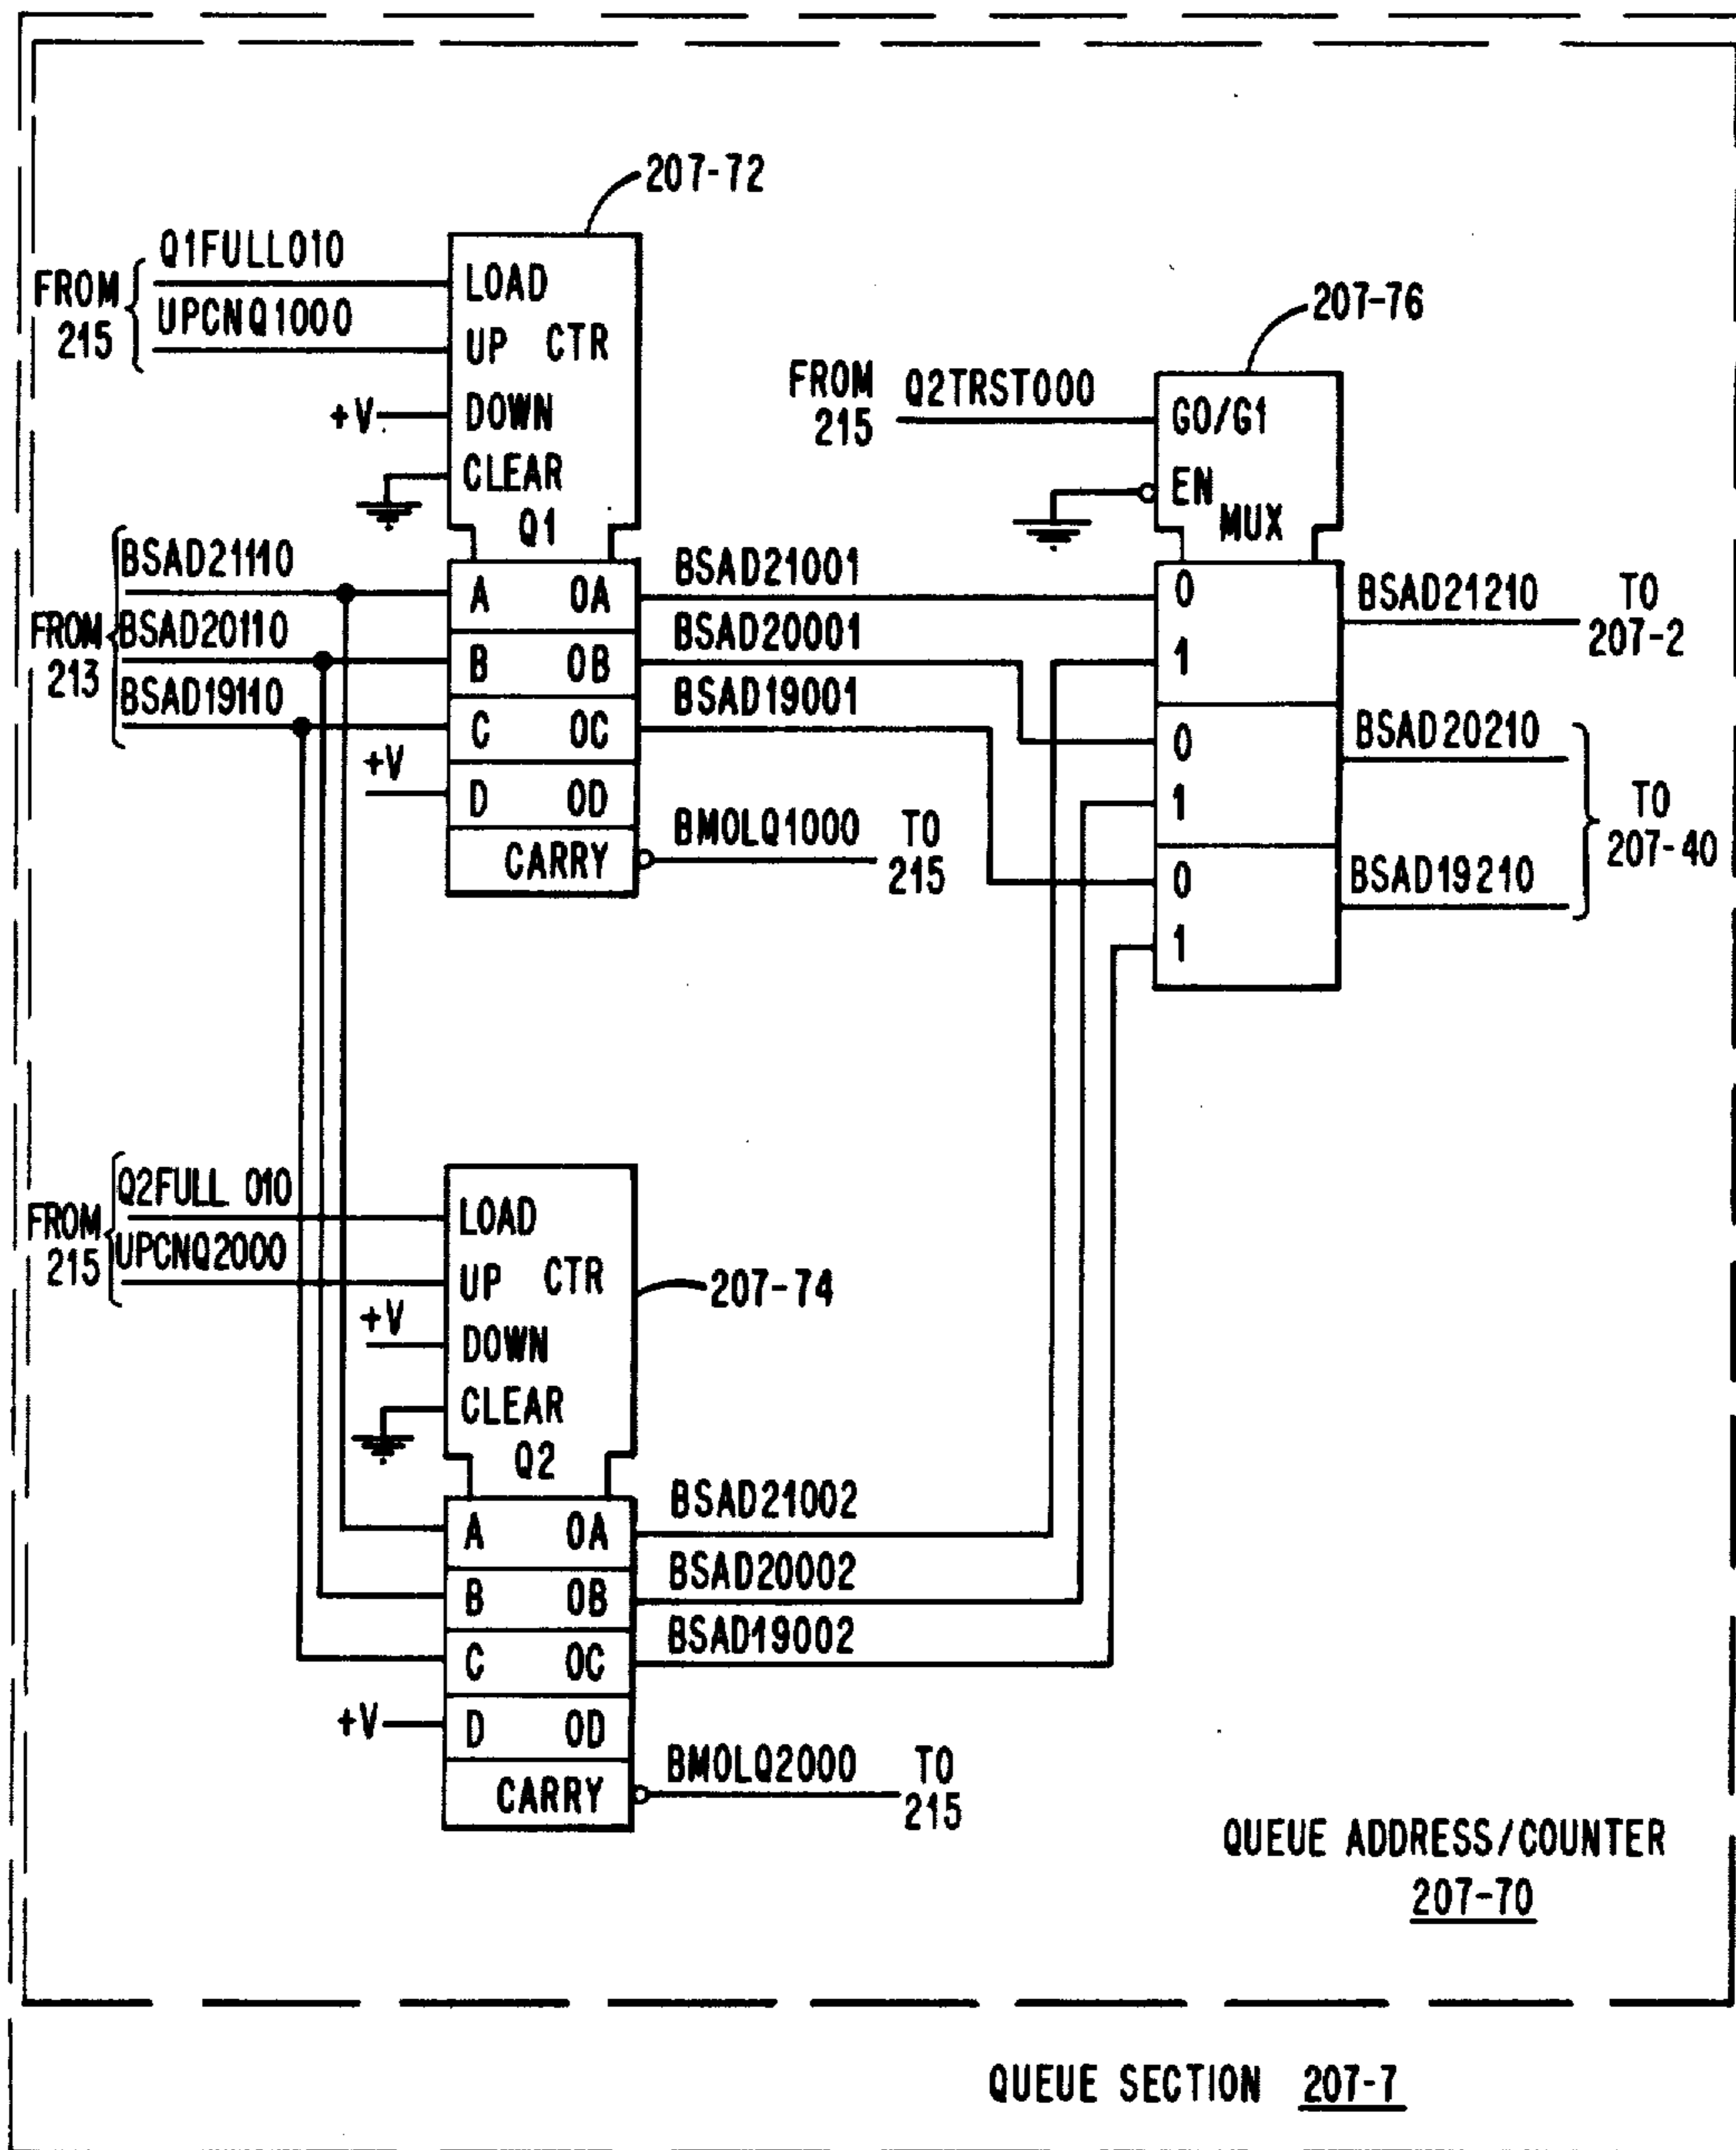 207-72
Q1FULL010
FROM
215
UPCNQ1000
LOAD
UP CTR
+V
DOWN
CLEAR
Q1
207-76
FROM
215
Q2TRST000
G0/G1
EN
MUX
BSAD21110
FROM
213
BSAD20110
BSAD19110
+V
A 0A
B 0B
C 0C
D 0D
CARRY
BSAD21001
BSAD20001
BSAD19001
BMOLQ1000 TO
215
0
1
0
1
0
1
BSAD21210 TO
207-2
BSAD20210
BSAD19210
TO
207-40
Q2FULL 010
FROM
215
UPCNQ2000
LOAD
UP CTR
207-74
+V
DOWN
CLEAR
Q2
A 0A
B 0B
C 0C
+V
D 0D
CARRY
BSAD21002
BSAD20002
BSAD19002
BMOLQ2000 TO
215
QUEUE ADDRESS/COUNTER
207-70
QUEUE SECTION 207-7